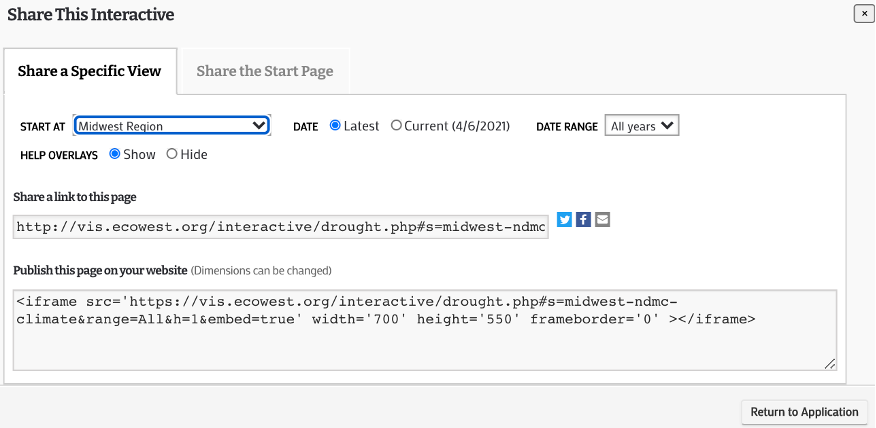 Share This Interactive
×
Share a Specific View
Share the Start Page
START AT Midwest Region DATE Latest Current (4/6/2021) DATE RANGE All years
HELP OVERLAYS Show Hide
Share a link to this page
http://vis.ecowest.org/interactive/drought.php#s=midwest-ndmc
Publish this page on your website (Dimensions can be changed)
<iframe src='https://vis.ecowest.org/interactive/drought.php#s=midwest-ndmc-
climate&range=All&h=1&embed=true' width='700' height='550' frameborder='0' ></iframe>
Return to Application